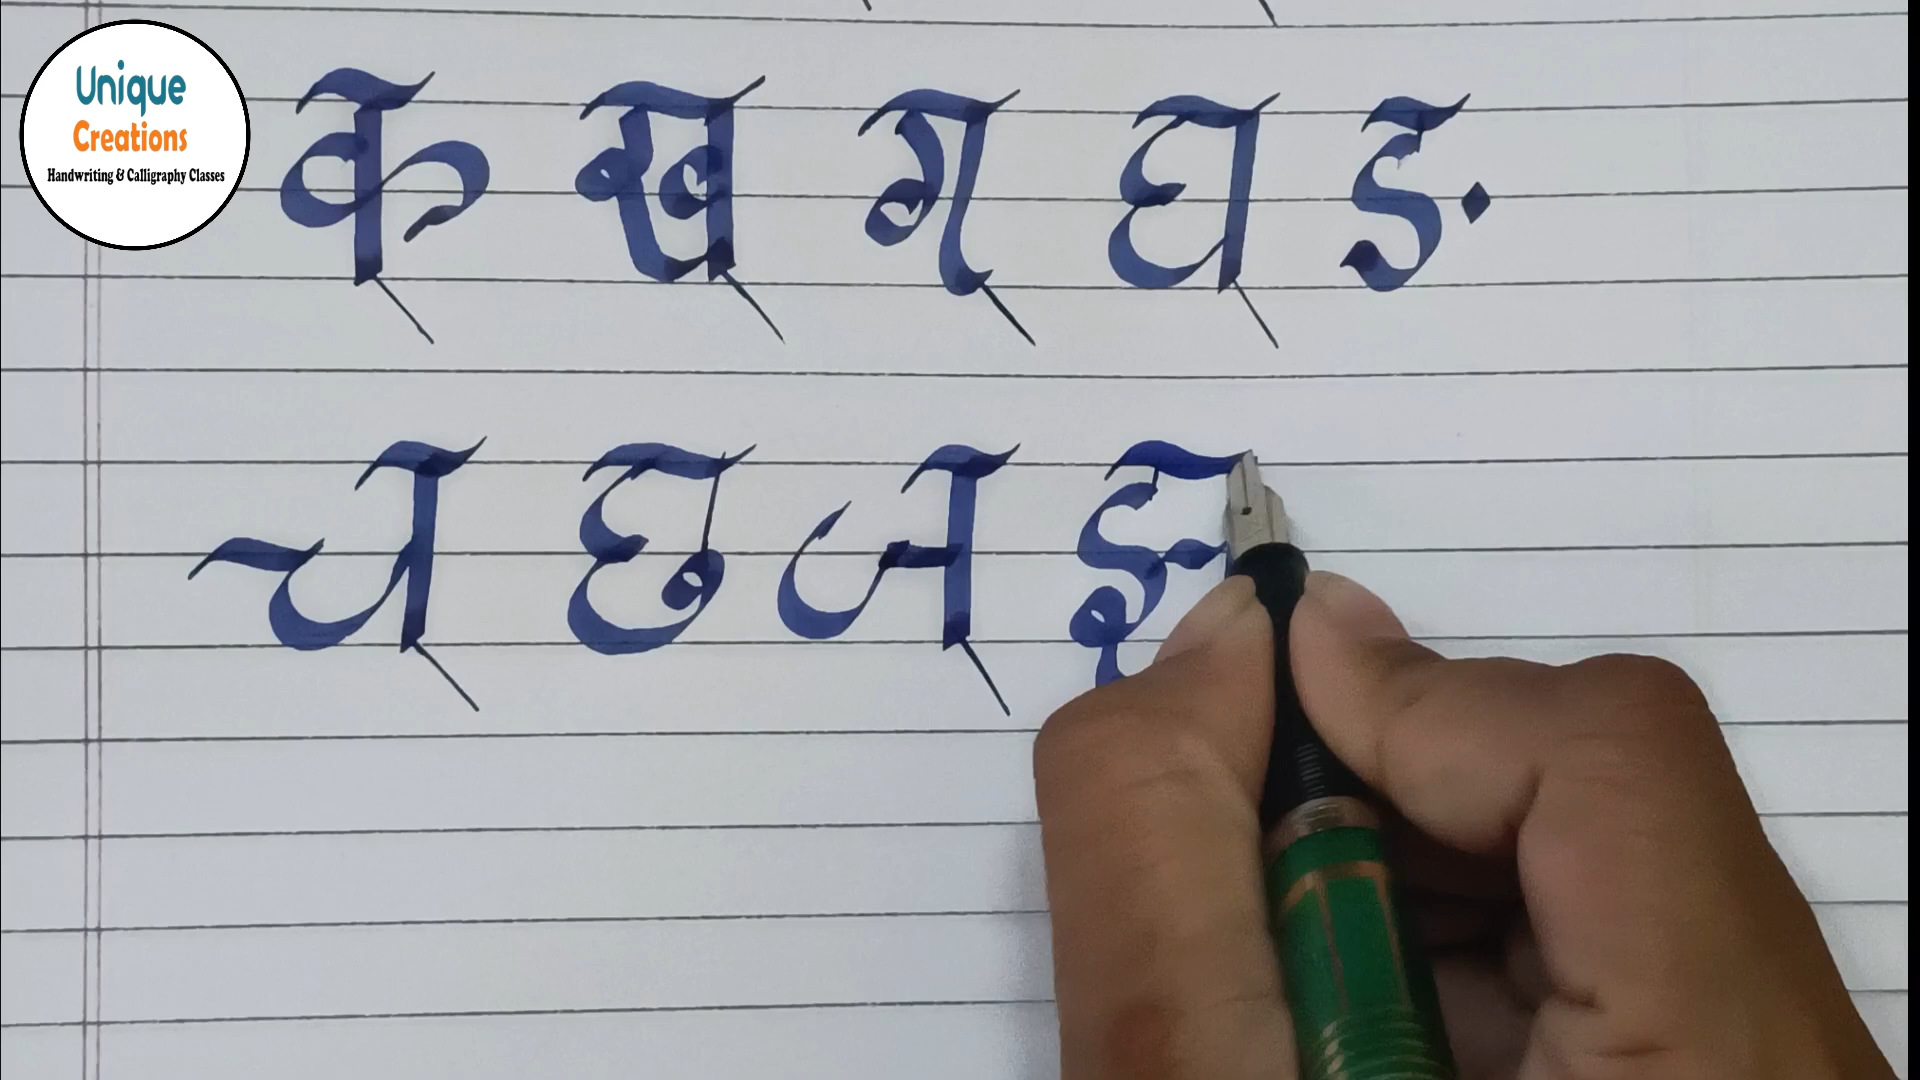 Unique
Creations
Handwriting & Calligraphy Classes
क ख ग घ ङ
च छ ज झ